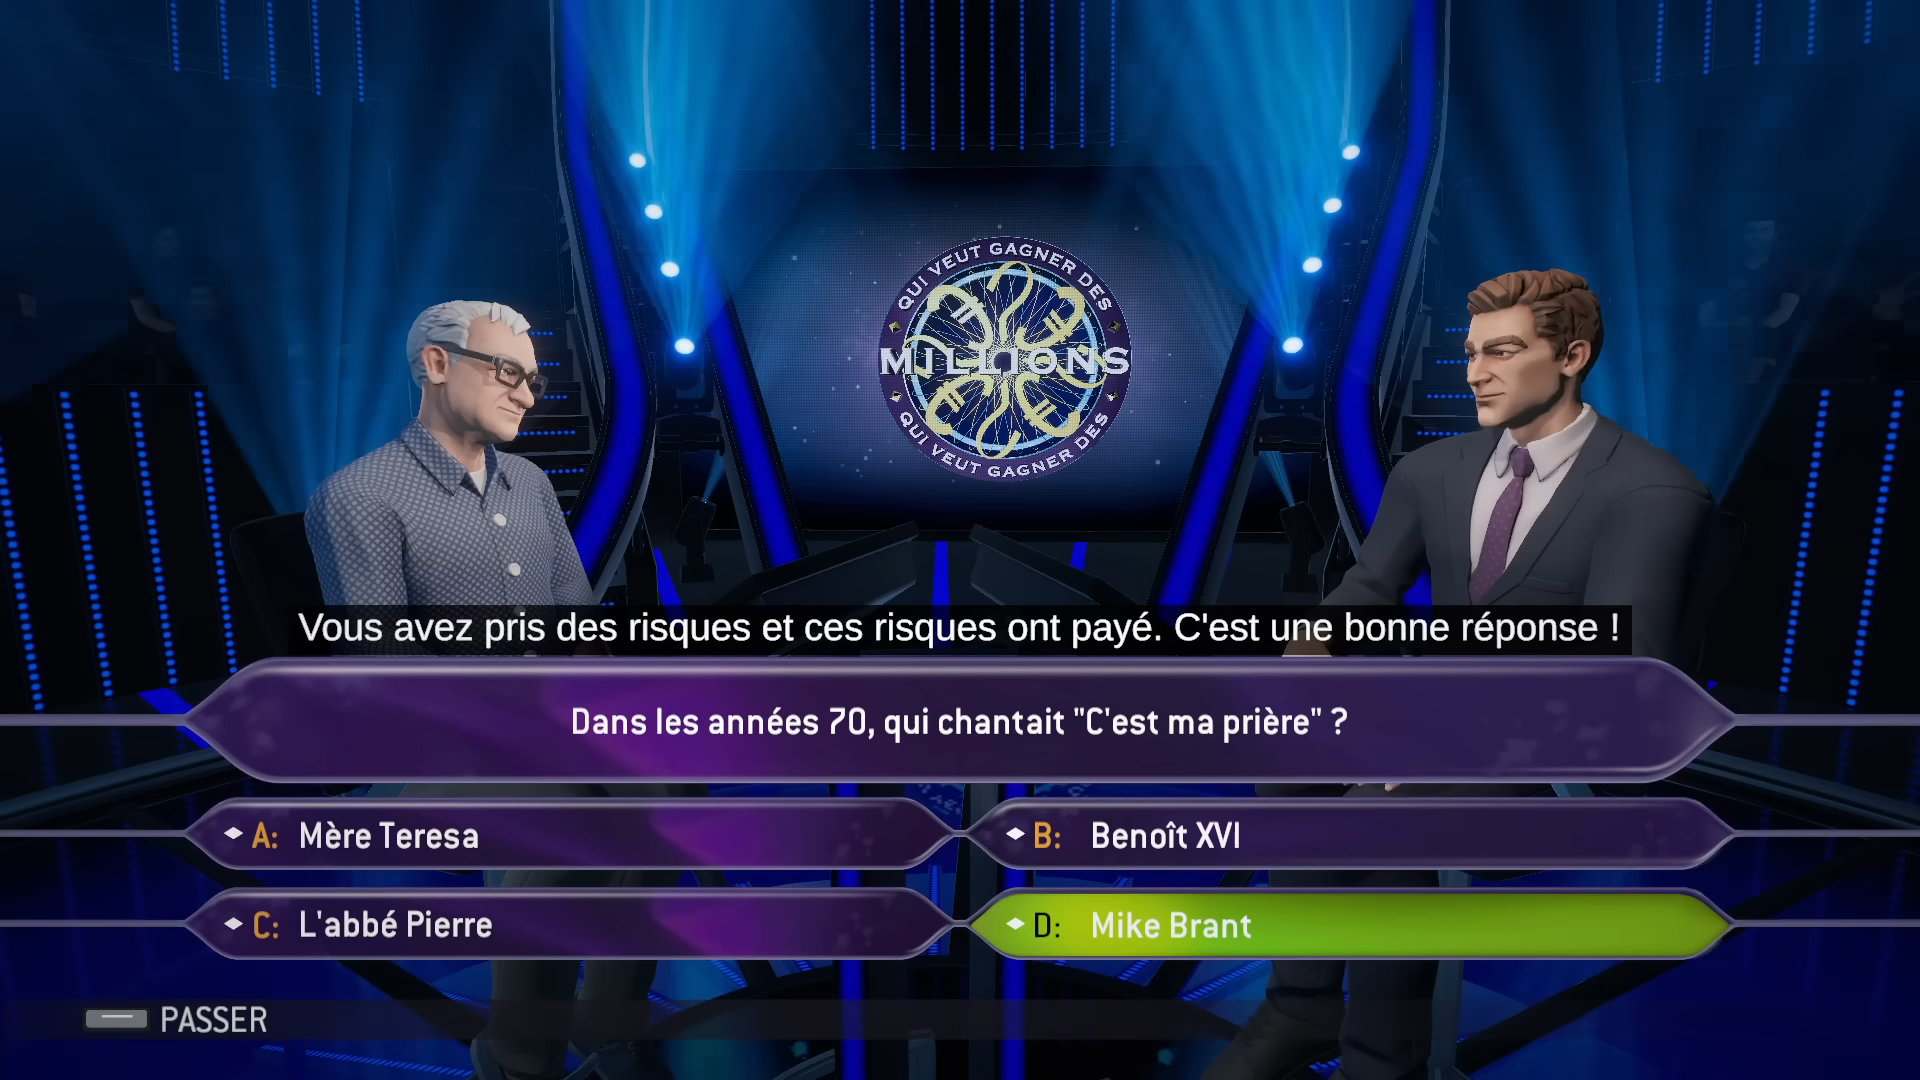 QUI VEUT GAGNER DES
MILLIONS
QUI VEUT GAGNER DES
Vous avez pris des risques et ces risques ont payé. C'est une bonne réponse !
Dans les années 70, qui chantait "C'est ma prière" ?
A: Mère Teresa
B: Benoît XVI
C: L'abbé Pierre
D: Mike Brant
PASSER